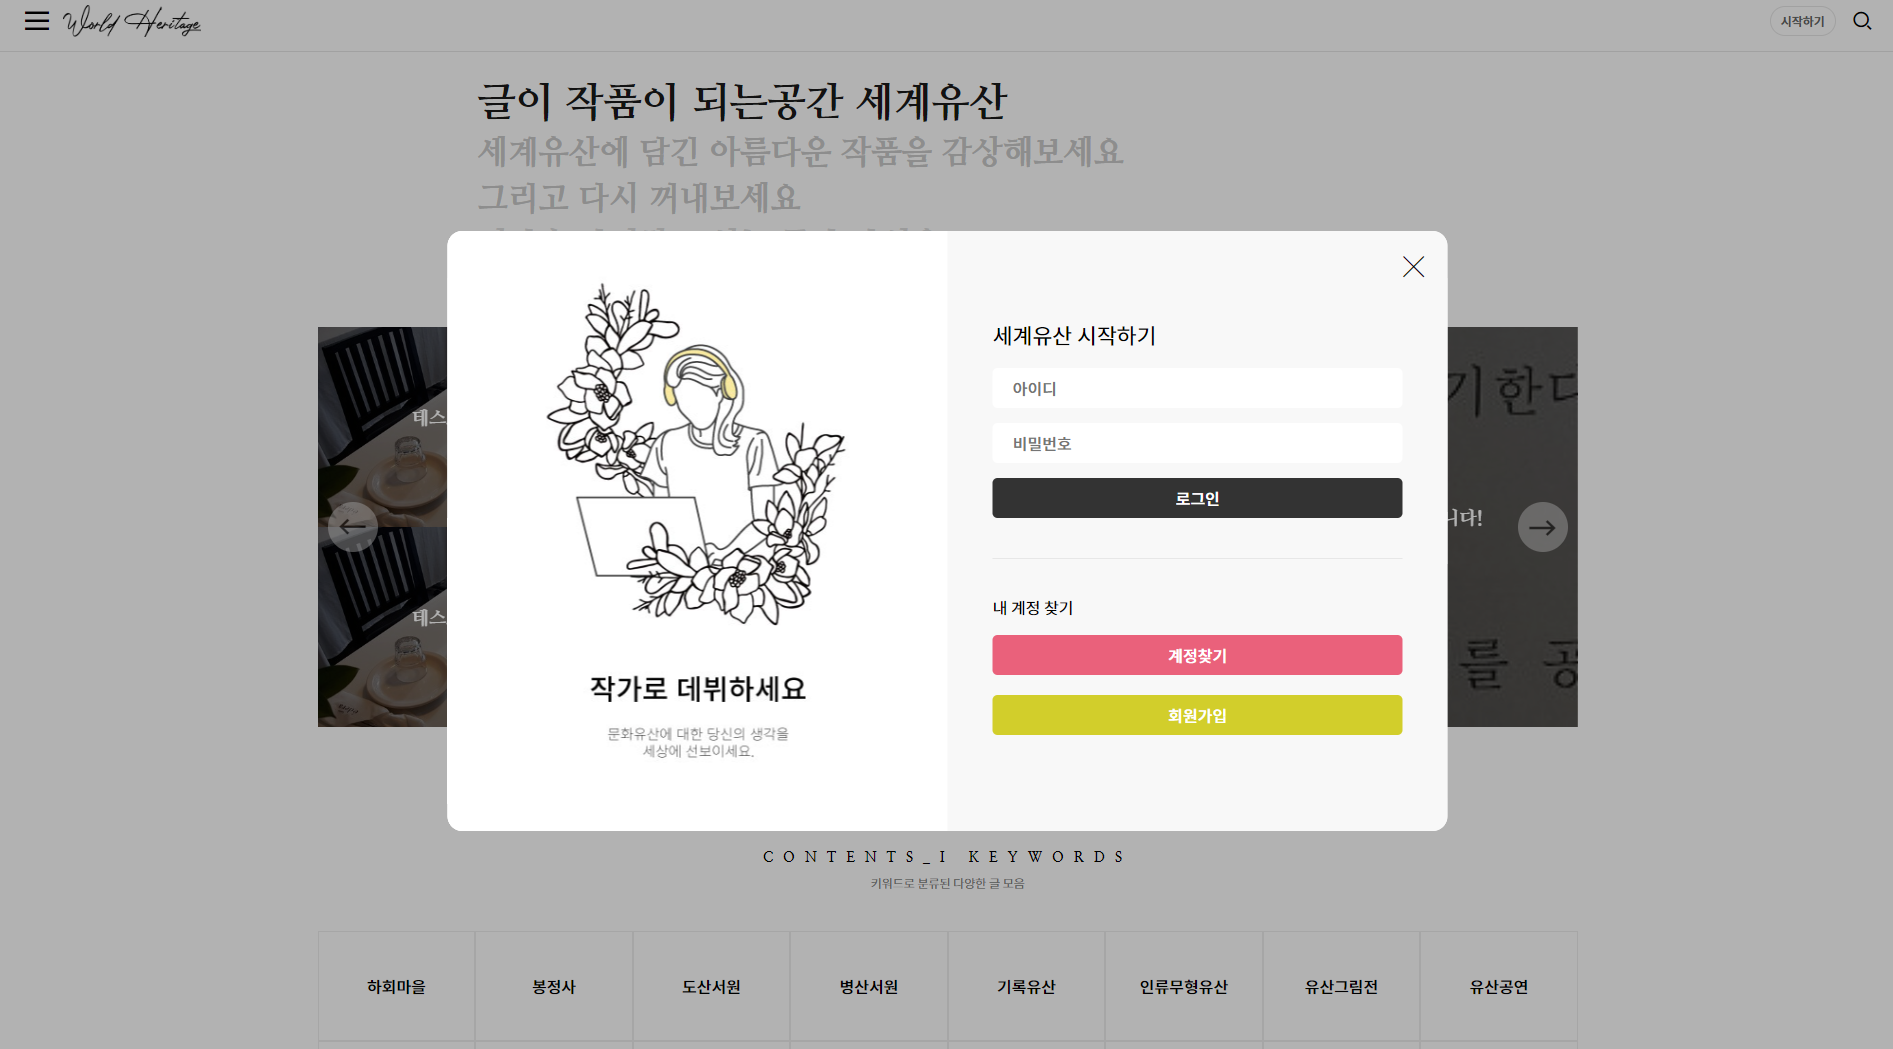 World Heritage
시작하기
글이 작품이 되는공간 세계유산
세계유산에 담긴 아름다운 작품을 감상해보세요
그리고 다시 꺼내보세요
세계유산 시작하기
아이디
비밀번호
로그인
내 계정 찾기
계정찾기
회원가입
작가로 데뷔하세요
문화유산에 대한 당신의 생각을
세상에 선보이세요.
테스
테스
기한다
니다!
를 공
CONTENTS_I KEYWORDS
키워드로 분류된 다양한 글 모음
하회마을
봉정사
도산서원
병산서원
기록유산
인류무형유산
유산그림전
유산공연